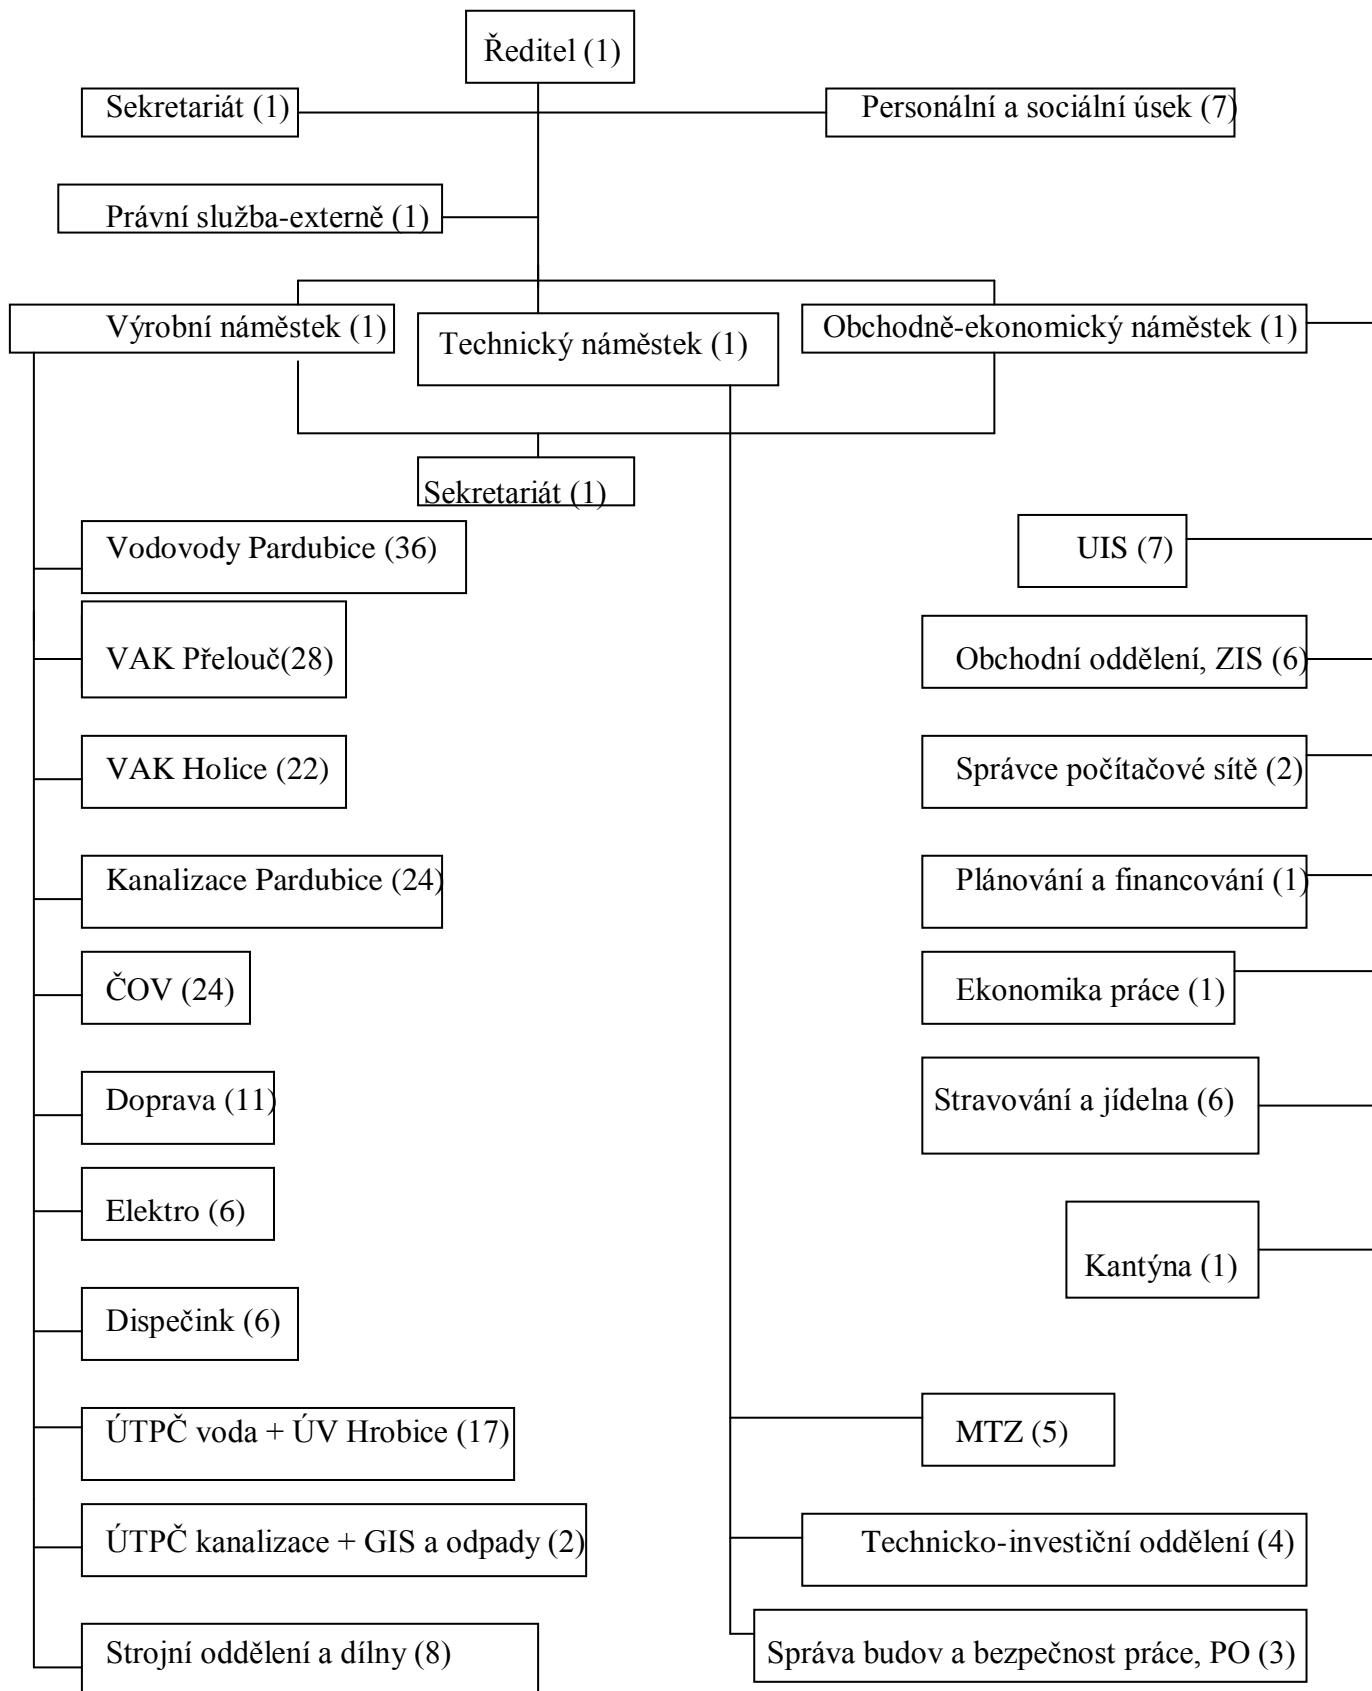 Ředitel (1)
Sekretariát (1)
Personální a sociální úsek (7)
Právní služba-externě (1)
Výrobní náměstek (1)
Technický náměstek (1)
Obchodně-ekonomický náměstek (1)
Sekretariát (1)
Vodovody Pardubice (36)
UIS (7)
VAK Přelouč(28)
Obchodní oddělení, ZIS (6)
VAK Holice (22)
Správce počítačové sítě (2)
Kanalizace Pardubice (24)
Plánování a financování (1)
ČOV (24)
Ekonomika práce (1)
Doprava (11)
Stravování a jídelna (6)
Elektro (6)
Kantýna (1)
Dispečink (6)
ÚTPČ voda + ÚV Hrobice (17)
MTZ (5)
ÚTPČ kanalizace + GIS a odpady (2)
Technicko-investiční oddělení (4)
Strojní oddělení a dílny (8)
Správa budov a bezpečnost práce, PO (3)